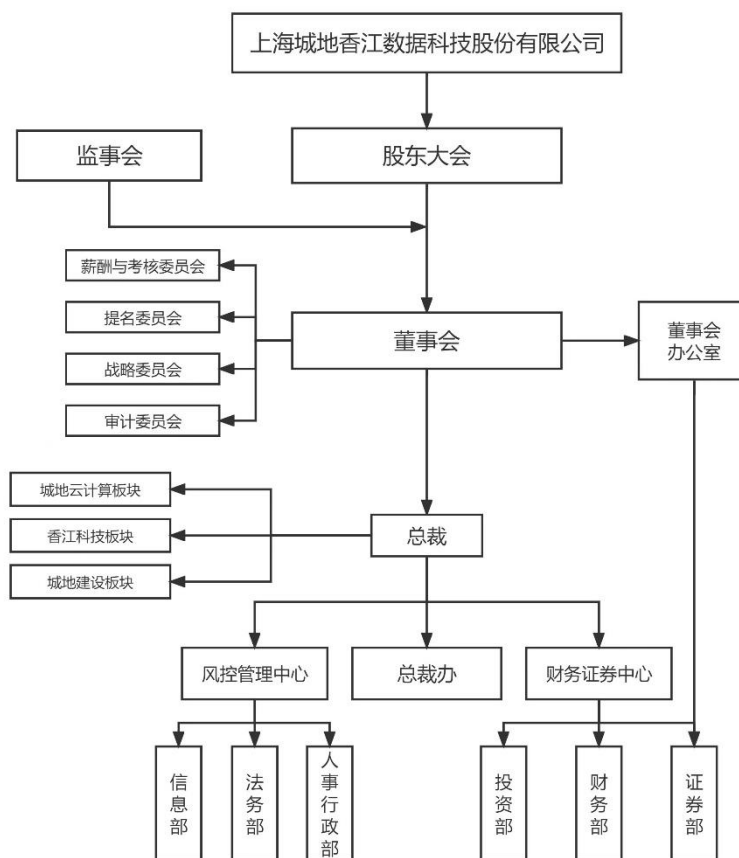 上海城地香江数据科技股份有限公司
监事会
股东大会
薪酬与考核委员会
提名委员会
战略委员会
审计委员会
董事会
董事会
办公室
城地云计算板块
香江科技板块
城地建设板块
总裁
风控管理中心
总裁办
财务证券中心
信息部
法务部
人事行政部
投资部
财务部
证券部